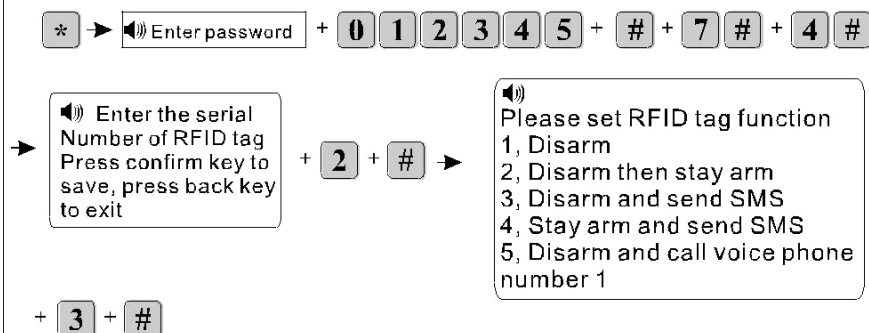 * Enter password + 0 1 2 3 4 5 + # + 7 # + 4 #
Enter the serial
Number of RFID tag
Press confirm key to
save, press back key
to exit
+ 2 + #
Please set RFID tag function
1, Disarm
2, Disarm then stay arm
3, Disarm and send SMS
4, Stay arm and send SMS
5, Disarm and call voice phone
number 1
+ 3 + #